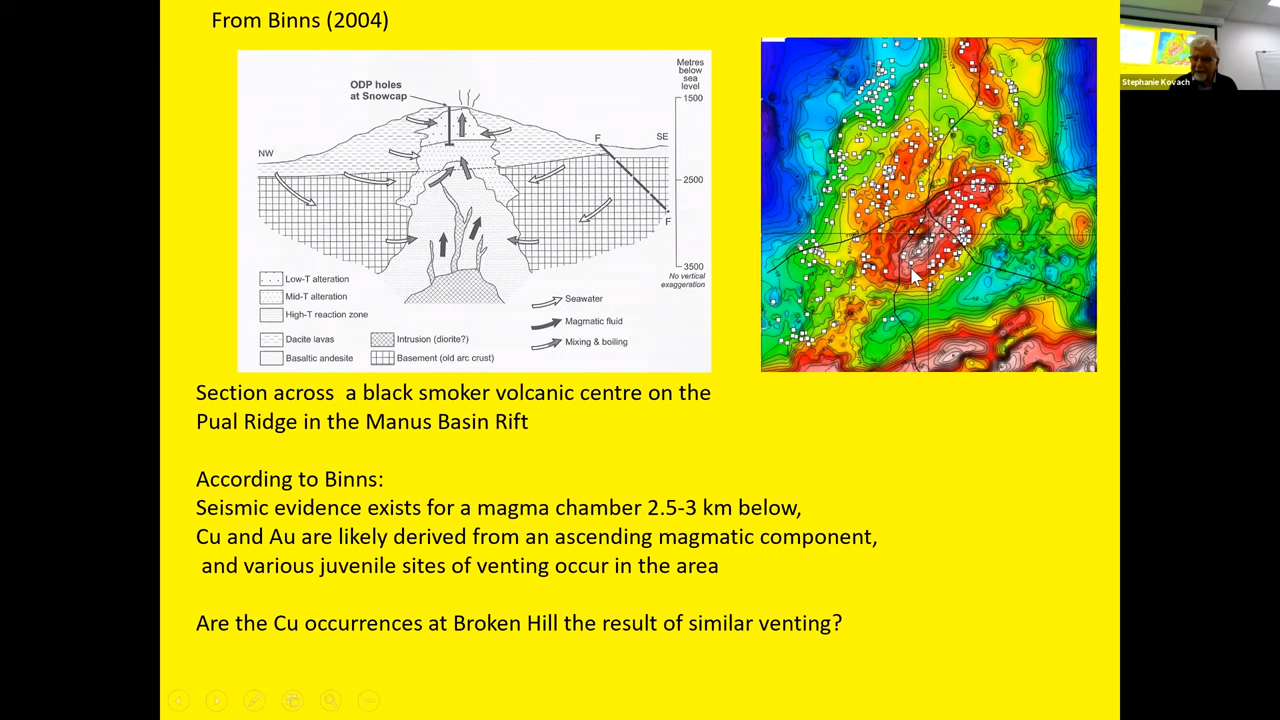 From Binns (2004)
ODP holes
at Snowcap
Metres
below
sea
level
1500
F
SE
NW
2500
F
3500
No vertical
exaggeration
Low-T alteration
Mid-T alteration
High-T reaction zone
Dacite lavas
Basaltic andesite
Intrusion (diorite?)
Basement (old arc crust)
Seawater
Magmatic fluid
Mixing & boiling
Stephanie Kovach
Section across a black smoker volcanic centre on the
Pual Ridge in the Manus Basin Rift
According to Binns:
Seismic evidence exists for a magma chamber 2.5-3 km below,
Cu and Au are likely derived from an ascending magmatic component,
and various juvenile sites of venting occur in the area
Are the Cu occurrences at Broken Hill the result of similar venting?